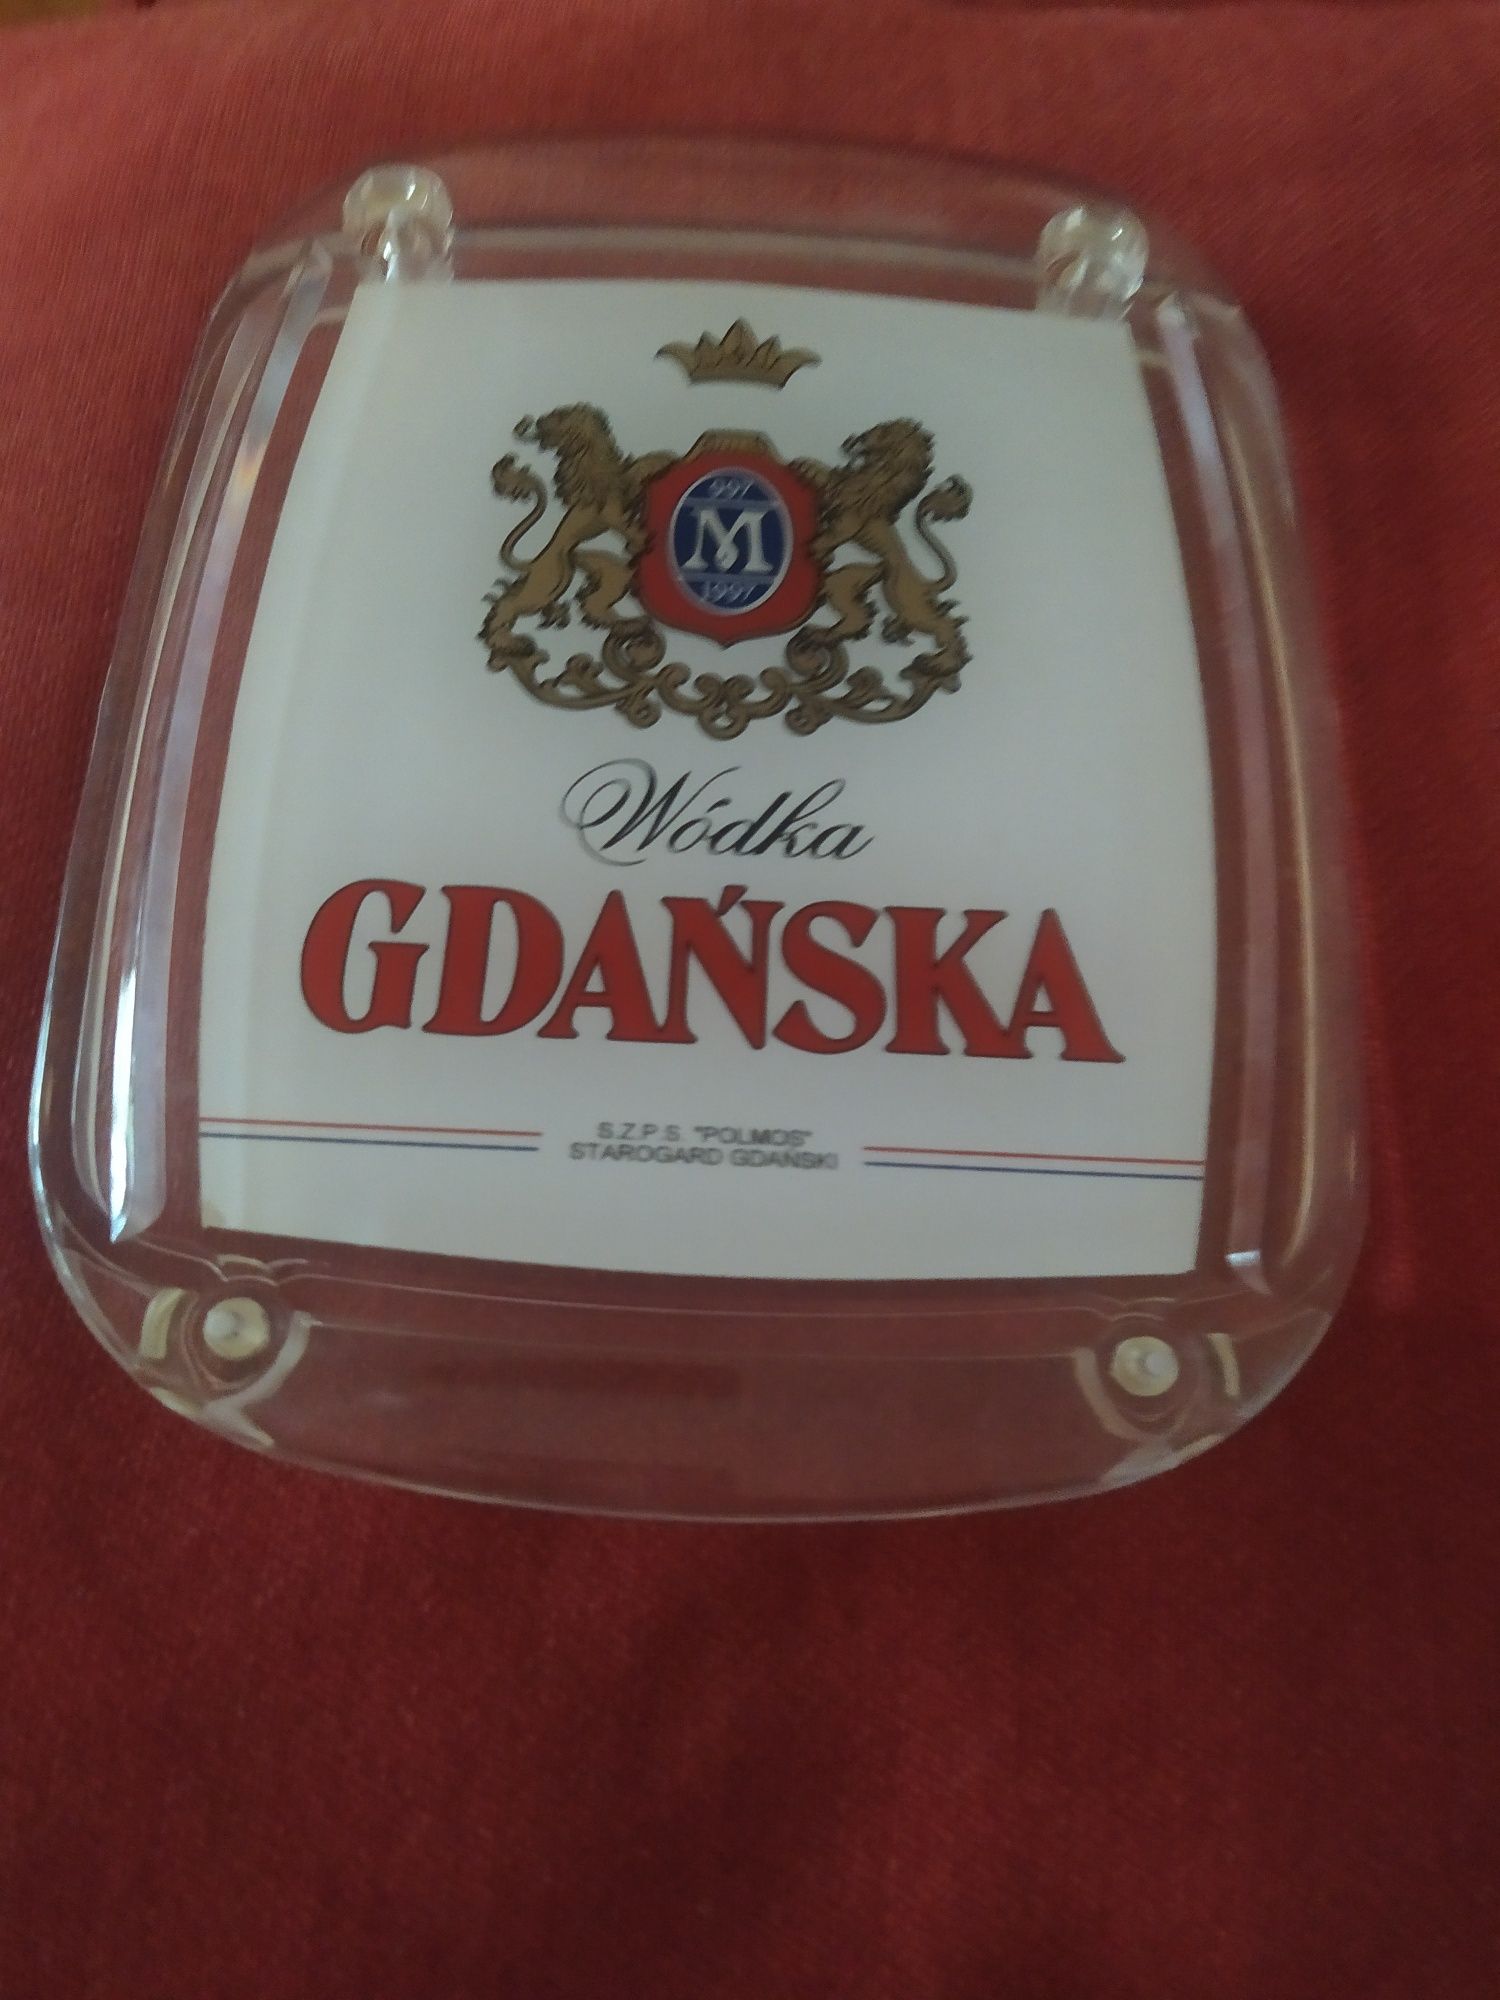 997
M
1997
Wódka
GDAŃSKA
S.Z.P.S. "POLMOS"
STAROGARD GDAŃSKI